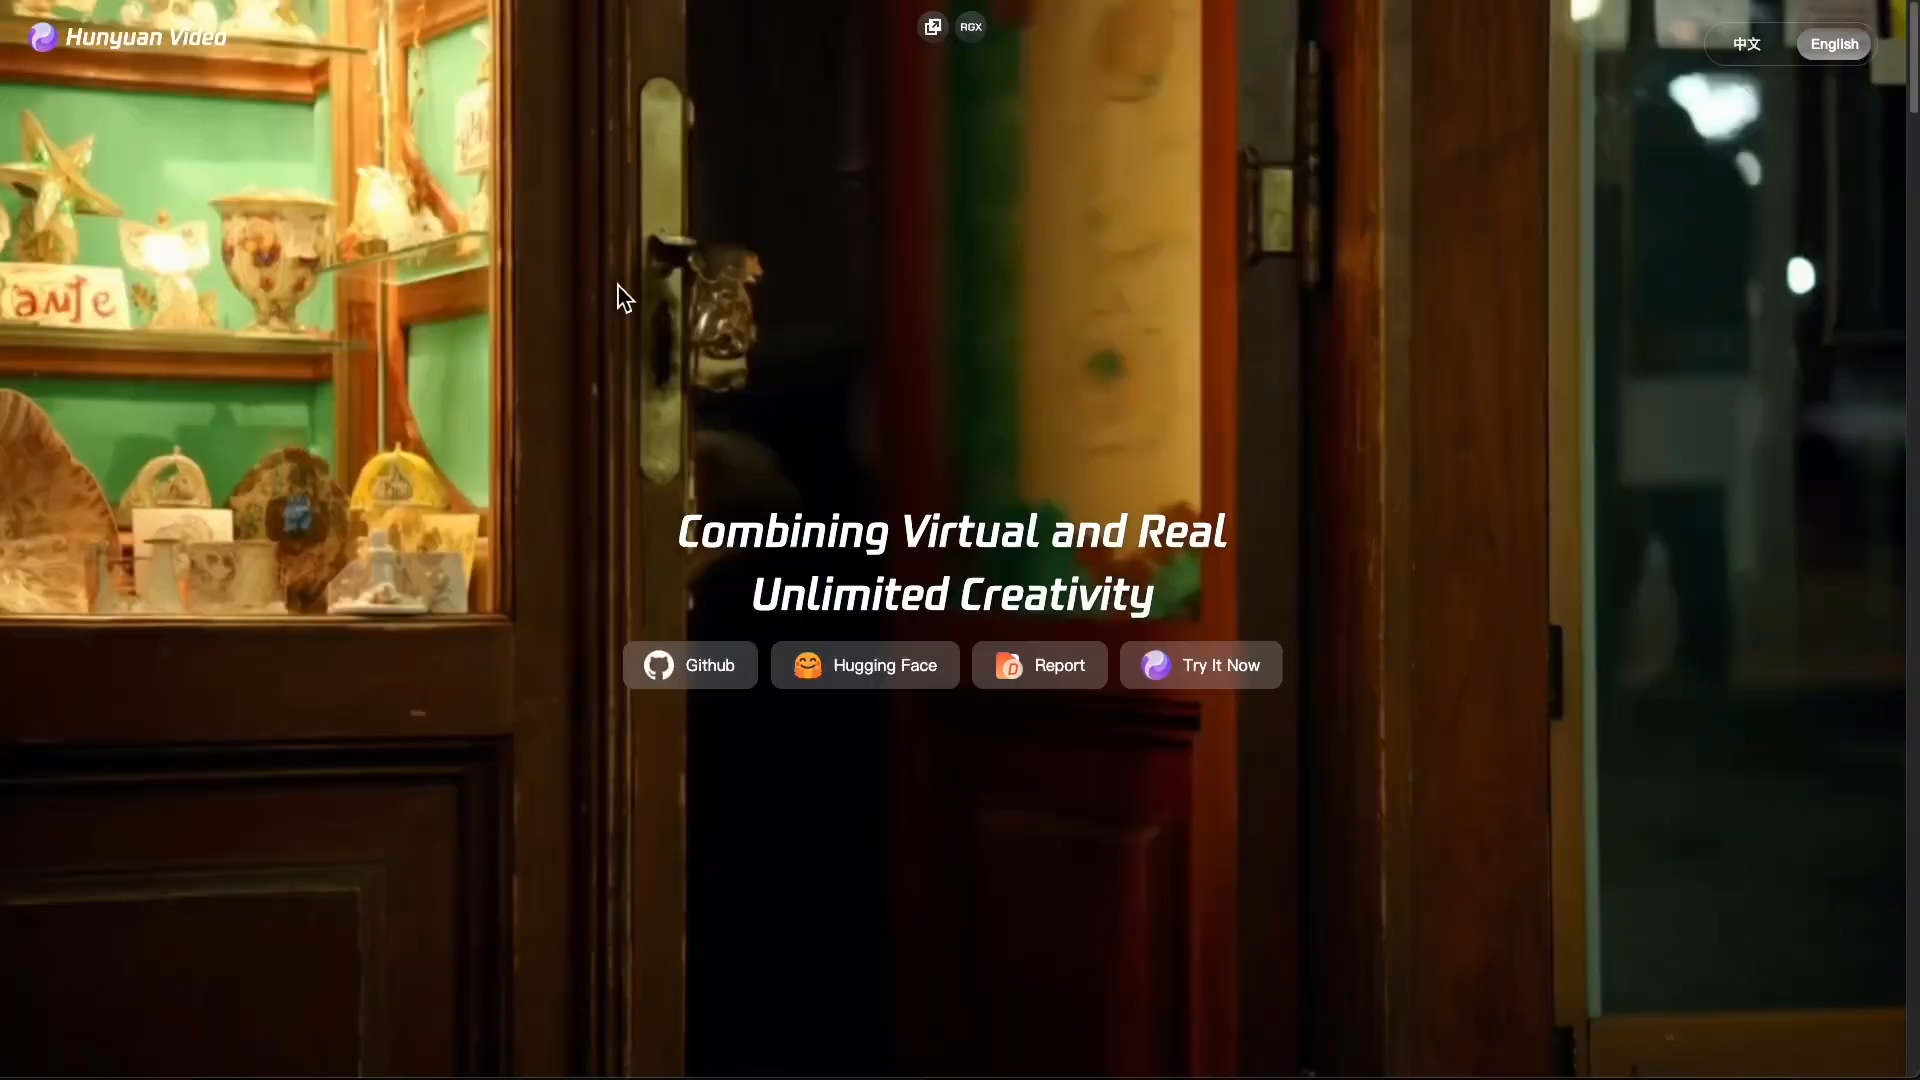 Hunyuan Video
RGX
中文
English
Combining Virtual and Real
Unlimited Creativity
Github
Hugging Face
Report
Try It Now